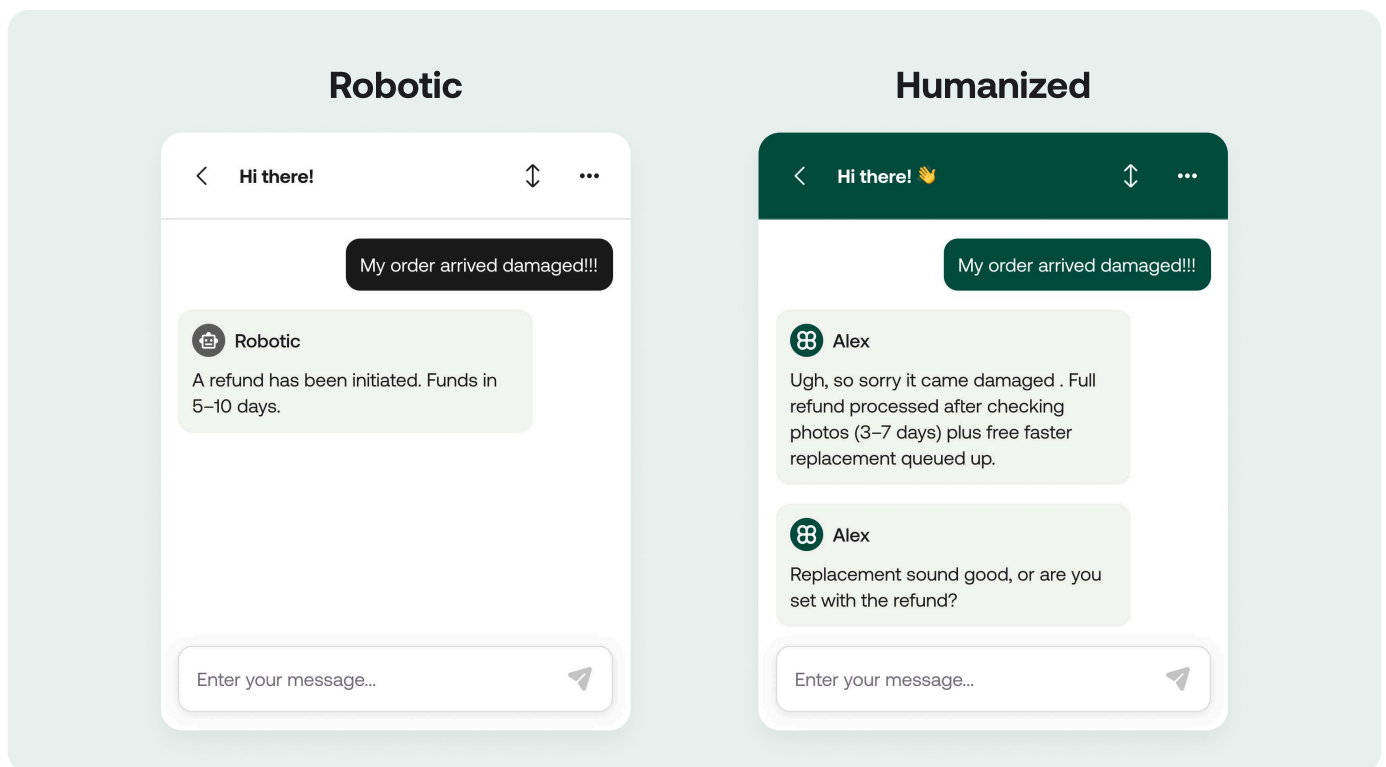 Robotic
Hi there!
My order arrived damaged!!!
Robotic
A refund has been initiated. Funds in
5–10 days.
Enter your message...
Humanized
Hi there! 👋
My order arrived damaged!!!
Alex
Ugh, so sorry it came damaged . Full
refund processed after checking
photos (3–7 days) plus free faster
replacement queued up.
Alex
Replacement sound good, or are you
set with the refund?
Enter your message...